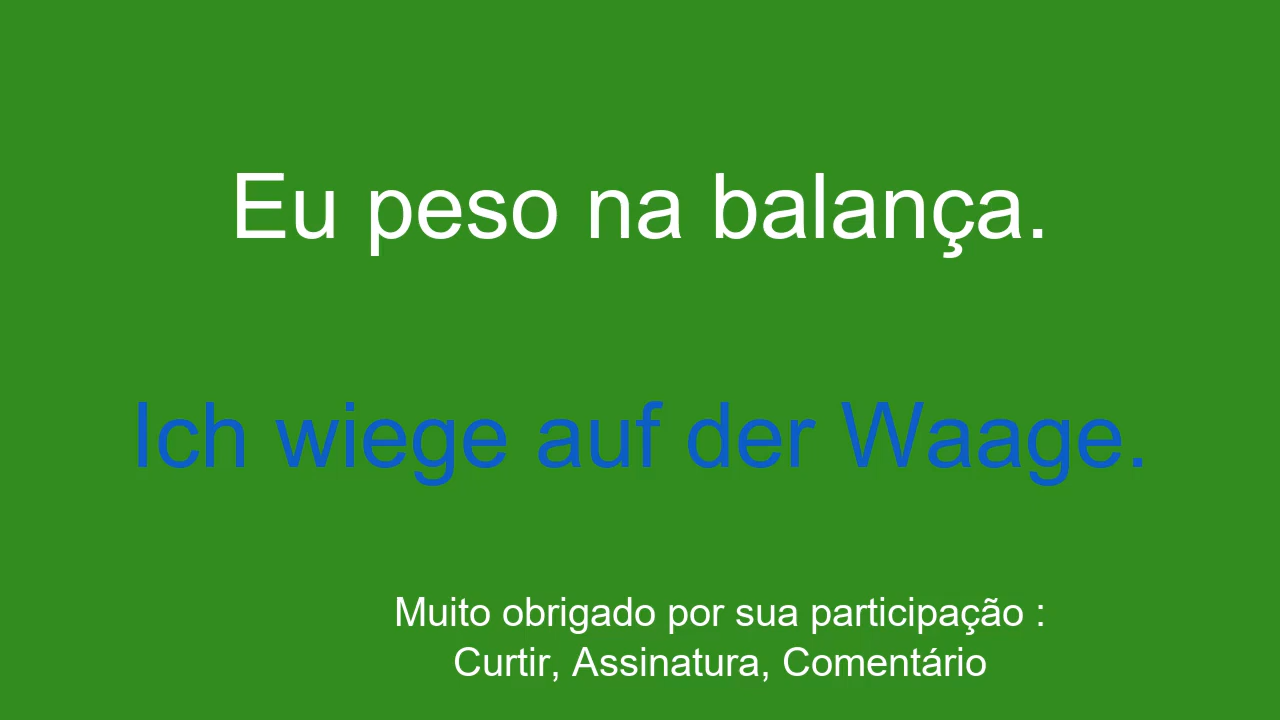 Eu peso na balança.
Ich wiege auf der Waage.
Muito obrigado por sua participação :
Curtir, Assinatura, Comentário